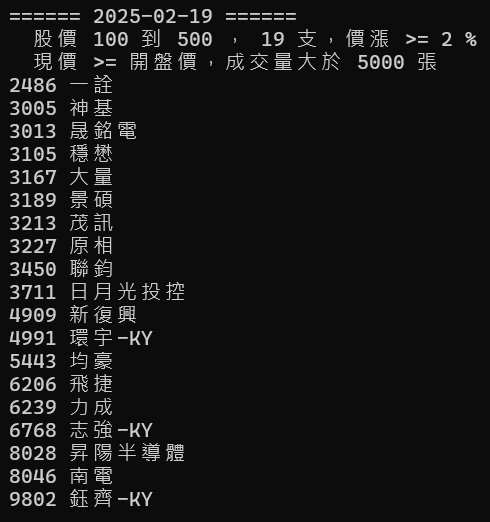 ====== 2025-02-19 ======
股價 100 到 500 , 19 支，價漲 >= 2 %
現價 >= 開盤價，成交量大於 5000 張
2486 一詮
3005 神基
3013 晟銘電
3105 穩懋
3167 大量
3189 景碩
3213 茂訊
3227 原相
3450 聯鈞
3711 日月光投控
4909 新復興
4991 環宇-KY
5443 均豪
6206 飛捷
6239 力成
6768 志強-KY
8028 昇陽半導體
8046 南電
9802 鈺齊-KY